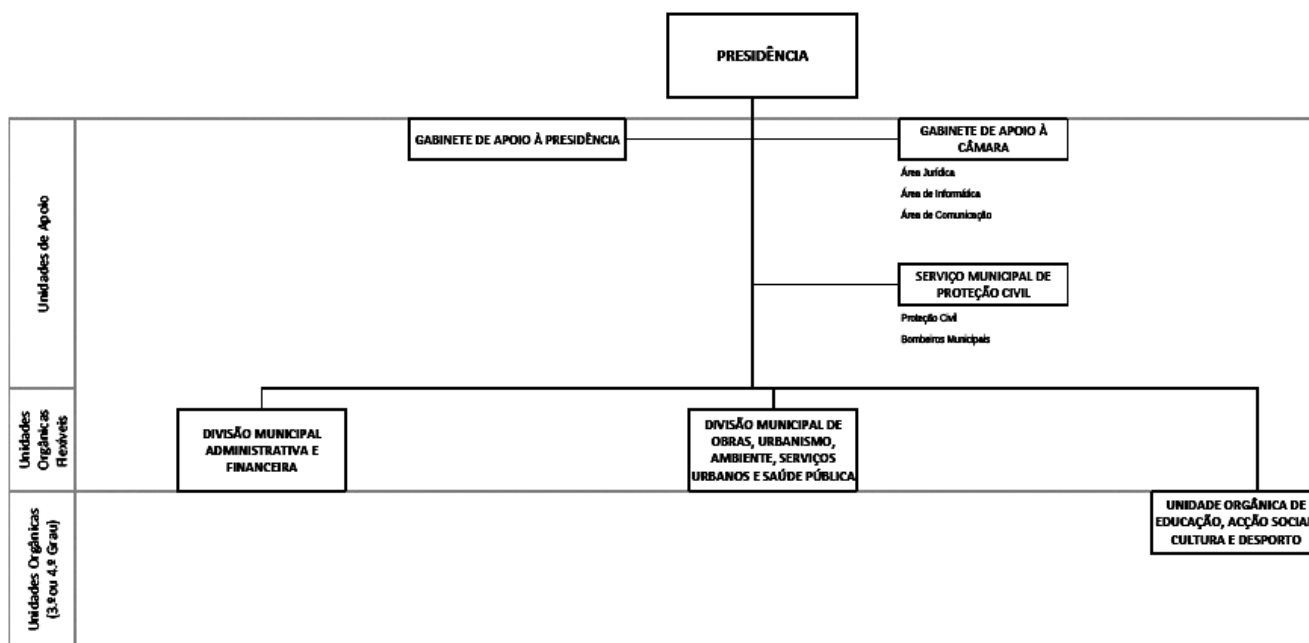 PRESIDÊNCIA
GABINETE DE APOIO À PRESIDÊNCIA
GABINETE DE APOIO À
CÂMARA
Área Jurídica
Área de Informática
Área de Comunicação
Unidades de Apoio
SERVIÇO MUNICIPAL DE
PROTEÇÃO CIVIL
Proteção Civil
Bombeiros Municipais
Unidades
Orgânicas
Flexíveis
DIVISÃO MUNICIPAL
ADMINISTRATIVA E
FINANCEIRA
DIVISÃO MUNICIPAL DE
OBRAS, URBANISMO,
AMBIENTE, SERVIÇOS
URBANOS E SAÚDE PÚBLICA
Unidades Orgânicas
(3.º ou 4.º Grau)
UNIDADE ORGÂNICA DE
EDUCAÇÃO, ACÇÃO SOCIAL
CULTURA E DESPORTO